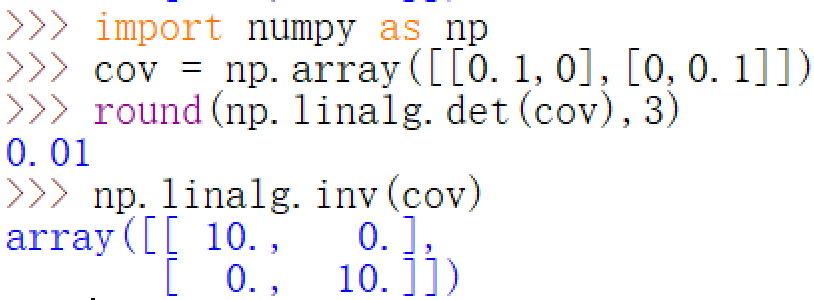 >>> import numpy as np
>>> cov = np.array([[0.1,0],[0,0.1]])
>>> round(np.linalg.det(cov),3)
0.01
>>> np.linalg.inv(cov)
array([[ 10.,   0.],
       [  0.,  10.]])